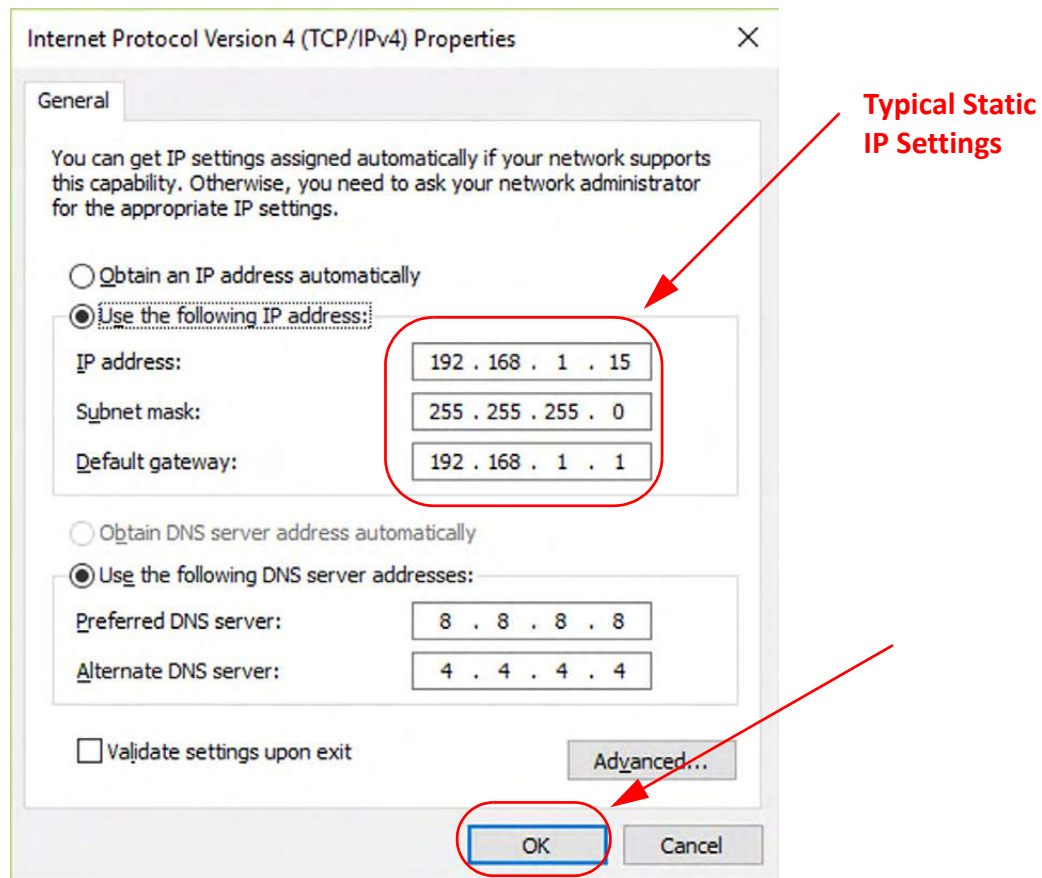 Internet Protocol Version 4 (TCP/IPv4) Properties
General
Typical Static
IP Settings
You can get IP settings assigned automatically if your network supports
this capability. Otherwise, you need to ask your network administrator
for the appropriate IP settings.
Obtain an IP address automatically
Use the following IP address:
IP address: 192 . 168 . 1 . 15
Subnet mask: 255 . 255 . 255 . 0
Default gateway: 192 . 168 . 1 . 1
Obtain DNS server address automatically
Use the following DNS server addresses:
Preferred DNS server: 8 . 8 . 8 . 8
Alternate DNS server: 4 . 4 . 4 . 4
Validate settings upon exit
Advanced...
OK Cancel